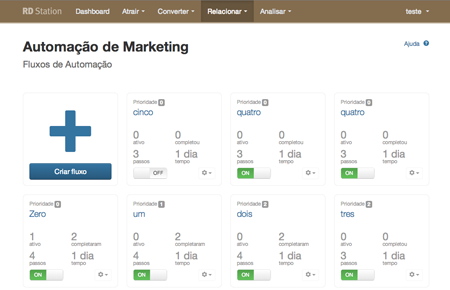 RD Station Dashboard Atrair Converter Relacionar Analisar teste
Automação de Marketing
Ajuda
Fluxos de Automação
Criar fluxo
Prioridade 0
cinco
0 ativo 0 completou
3 passos 1 dia tempo
OFF
Prioridade 0
quatro
0 ativo 0 completou
3 passos 1 dia tempo
ON
Prioridade 0
quatro
0 ativo 0 completou
3 passos 1 dia tempo
ON
Prioridade 0
Zero
1 ativo 2 completaram
4 passos 1 dia tempo
ON
Prioridade 1
um
0 ativo 2 completaram
4 passos 1 dia tempo
ON
Prioridade 2
dois
0 ativo 2 completaram
4 passos 1 dia tempo
ON
Prioridade 2
tres
0 ativo 0 completou
3 passos 1 dia tempo
ON